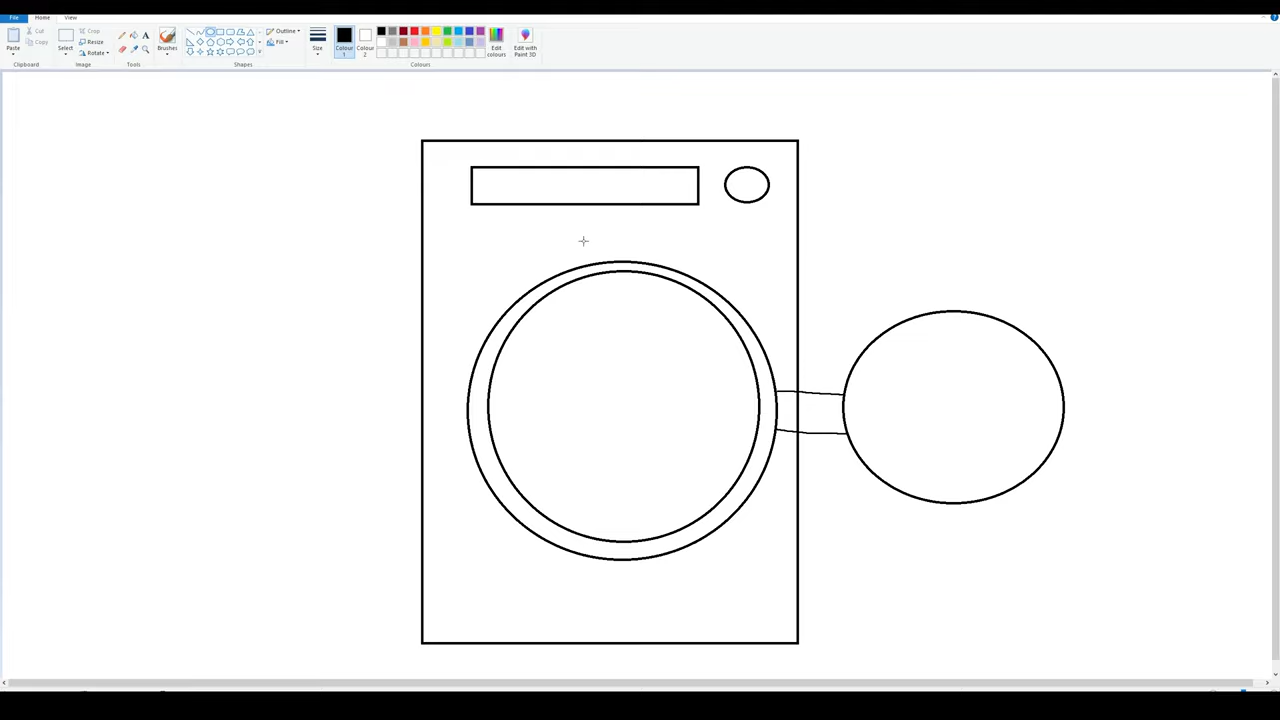 File Home View
Paste
Cut
Copy
Clipboard
Select
Crop
Resize
Rotate
Image
Tools
Brushes
Shapes
Outline
Fill
Size
Colour 1
Colour 2
Colours
Edit colours
Edit with Paint 3D